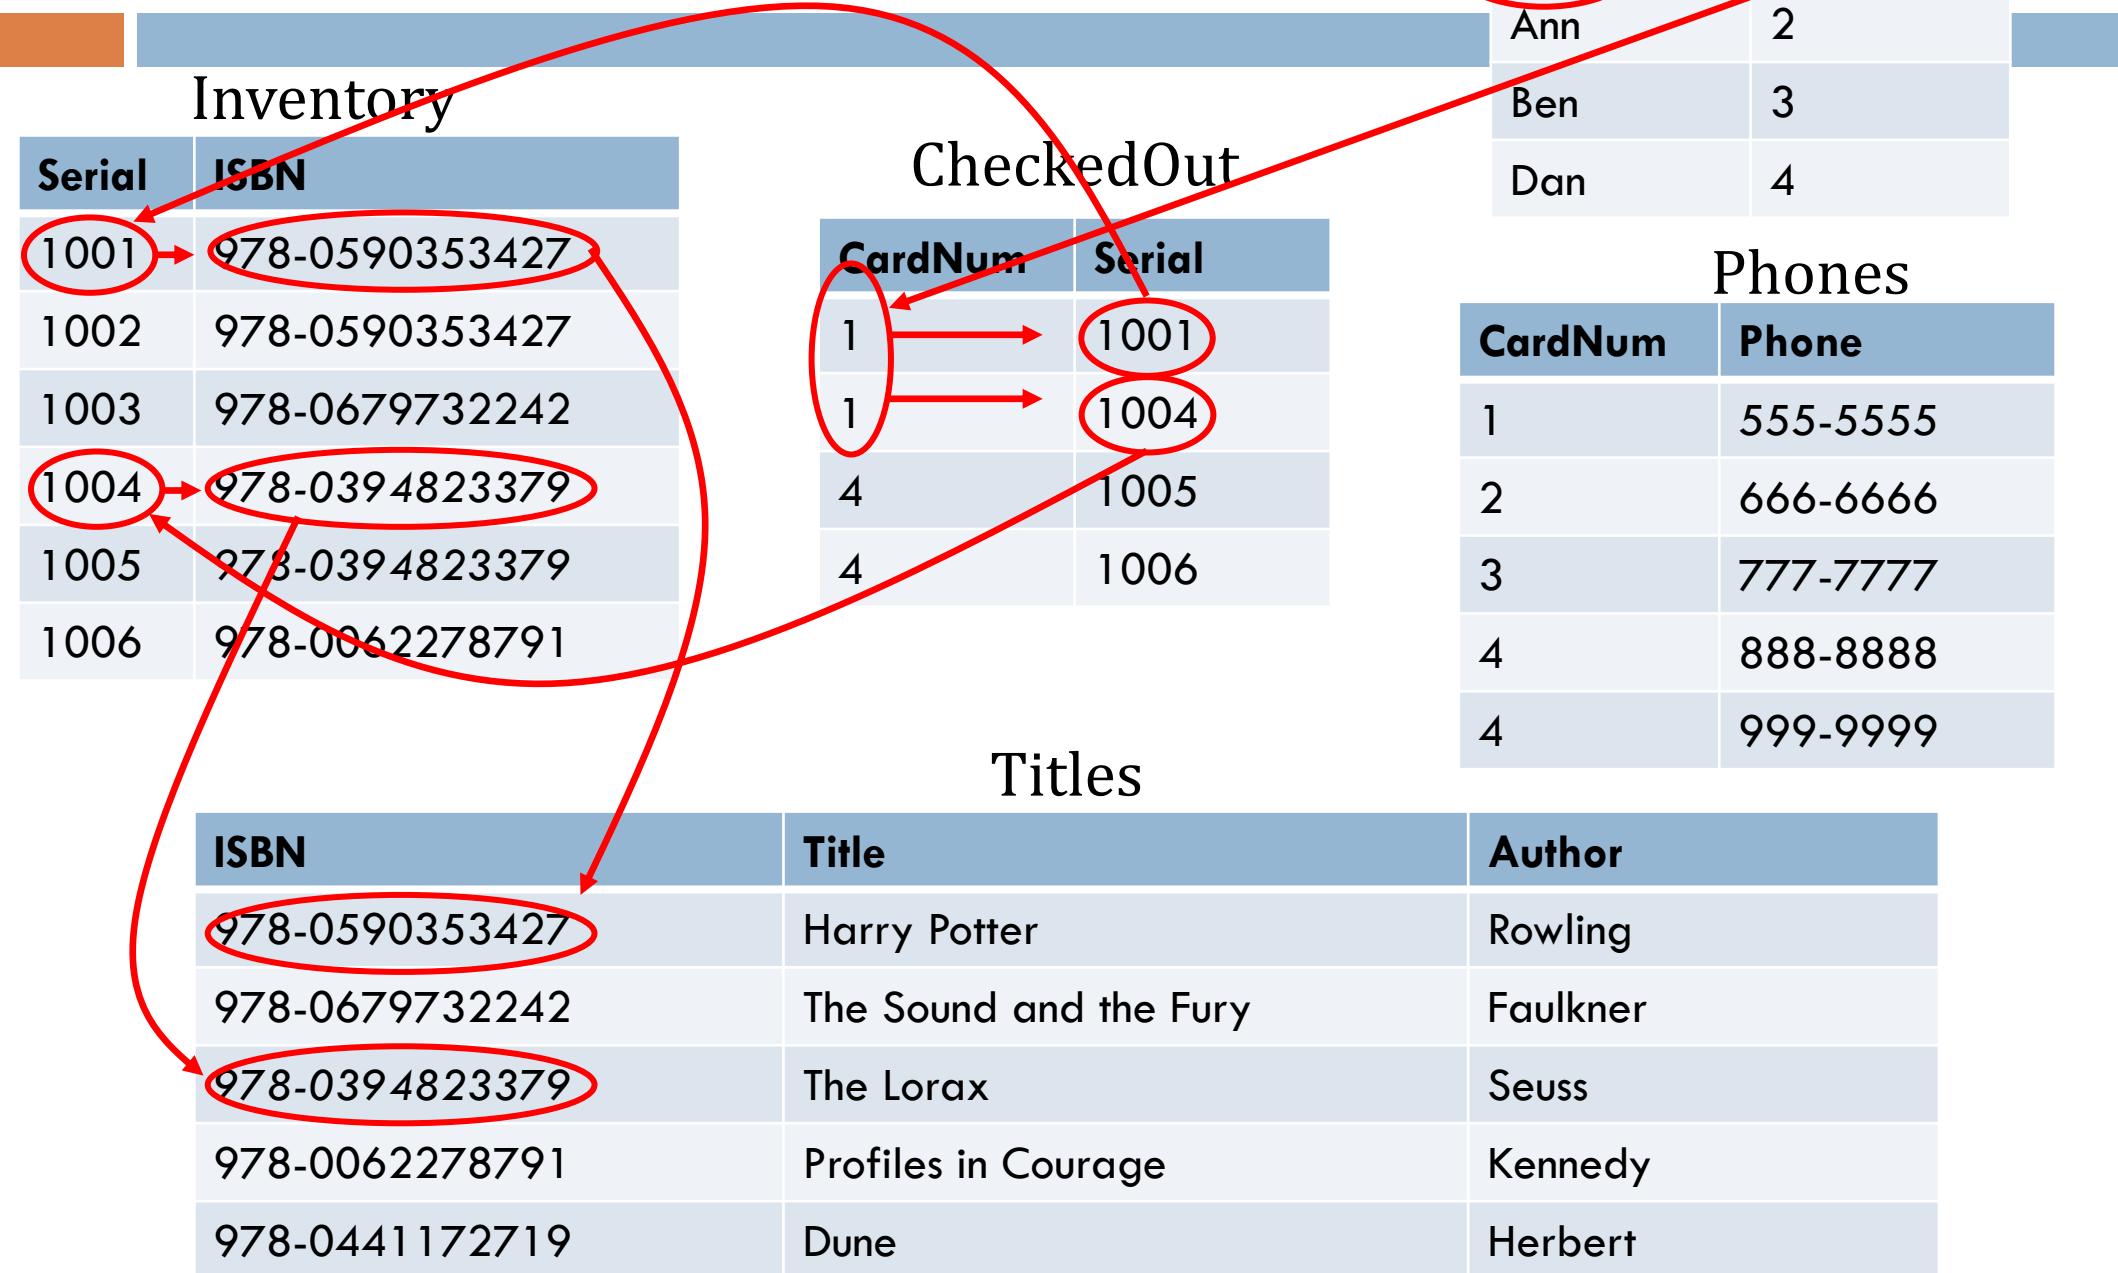 Ann 2
Ben 3
Dan 4
Inventory
Serial ISBN
1001 978-0590353427
1002 978-0590353427
1003 978-0679732242
1004 978-0394823379
1005 978-0394823379
1006 978-0062278791
CheckedOut
CardNum Serial
1 1001
1 1004
4 1005
4 1006
Phones
CardNum Phone
1 555-5555
2 666-6666
3 777-7777
4 888-8888
4 999-9999
Titles
ISBN Title Author
978-0590353427 Harry Potter Rowling
978-0679732242 The Sound and the Fury Faulkner
978-0394823379 The Lorax Seuss
978-0062278791 Profiles in Courage Kennedy
978-0441172719 Dune Herbert